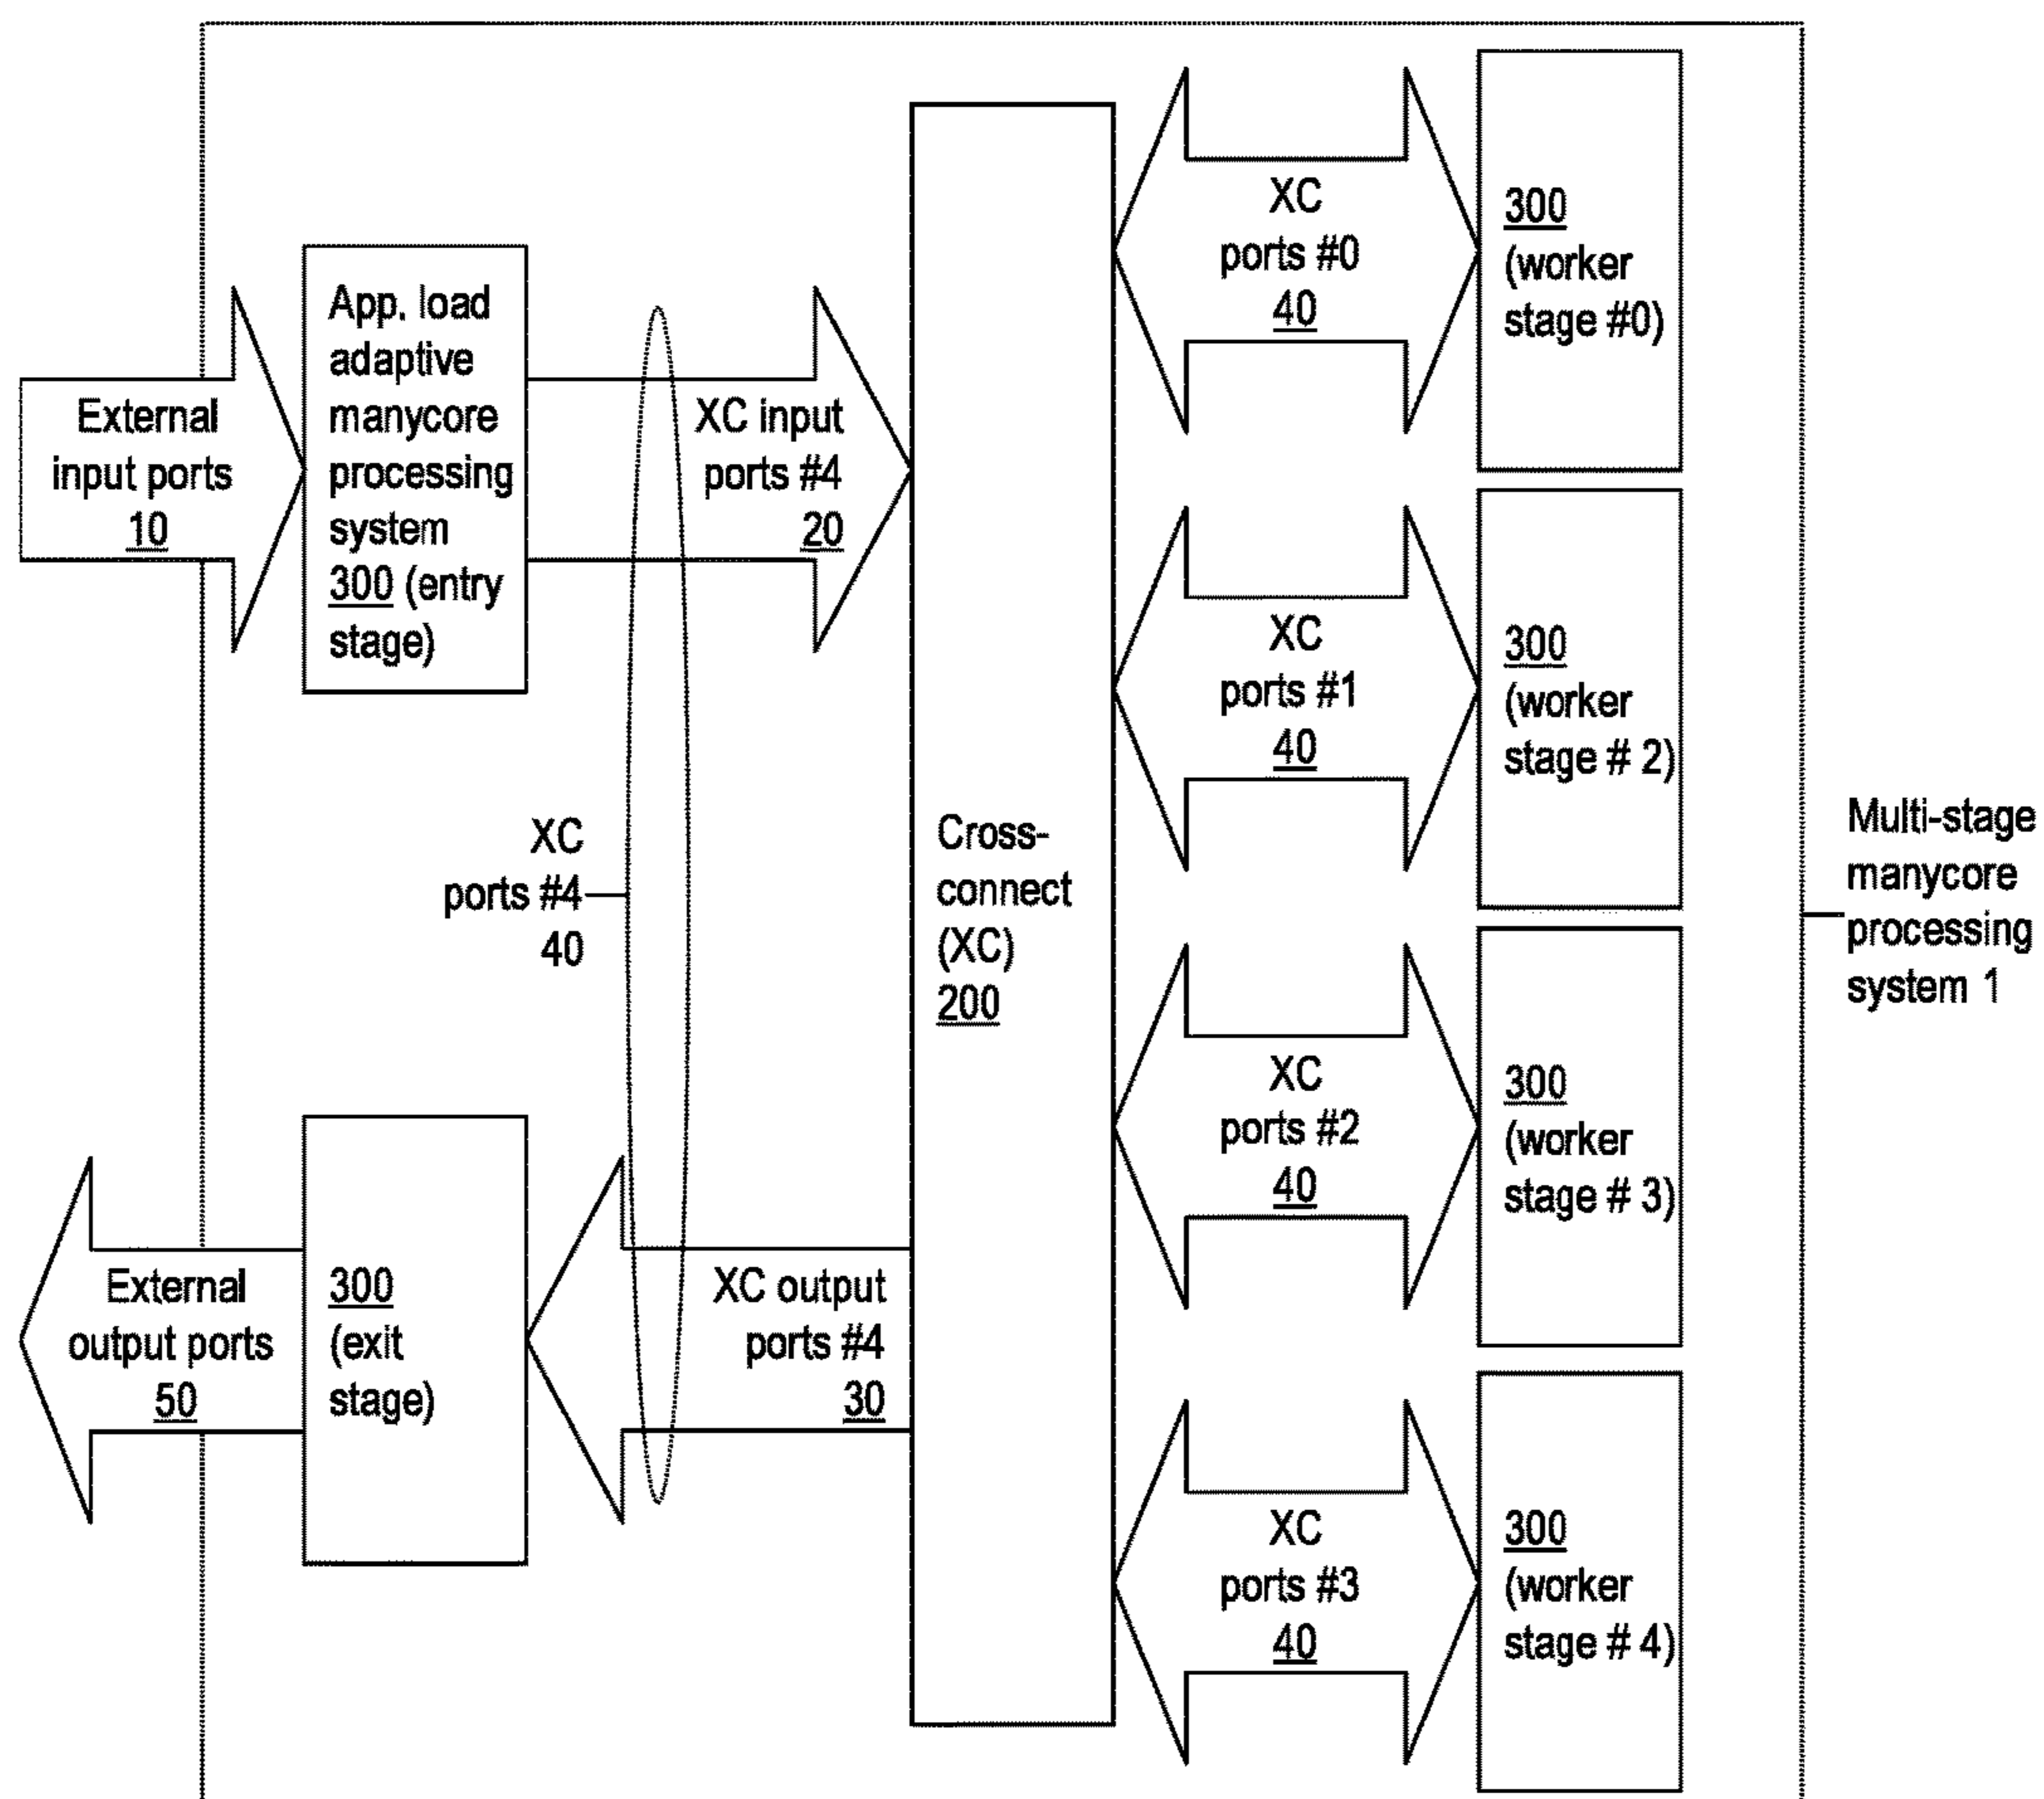 External
input ports
10
App. load
adaptive
manycore
processing
system
300 (entry
stage)
XC input
ports #4
20
XC
ports #4
40
Cross-
connect
(XC)
200
XC
ports #0
40
300
(worker
stage #0)
XC
ports #1
40
300
(worker
stage # 2)
XC
ports #2
40
300
(worker
stage # 3)
XC
ports #3
40
300
(worker
stage # 4)
Multi-stage
manycore
processing
system 1
External
output ports
50
300
(exit
stage)
XC output
ports #4
30